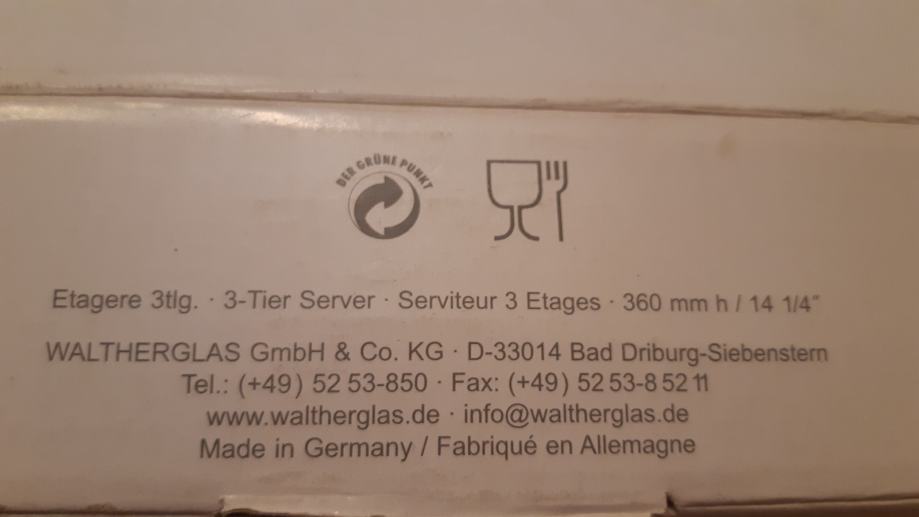 DER GRÜNE PUNKT
Etagere 3tlg. · 3-Tier Server · Serviteur 3 Etages · 360 mm h / 14 1/4"
WALTHERGLAS GmbH & Co. KG · D-33014 Bad Driburg-Siebenstern
Tel.: (+49) 52 53-850 · Fax: (+49) 52 53-8 52 11
www.waltherglas.de · info@waltherglas.de
Made in Germany / Fabriqué en Allemagne